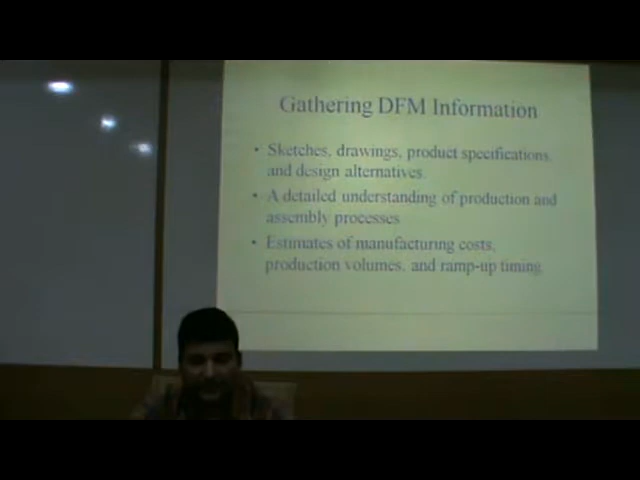 Gathering DFM Information
• Sketches, drawings, product specifications,
and design alternatives.
• A detailed understanding of production and
assembly processes
• Estimates of manufacturing costs,
production volumes, and ramp-up timing.